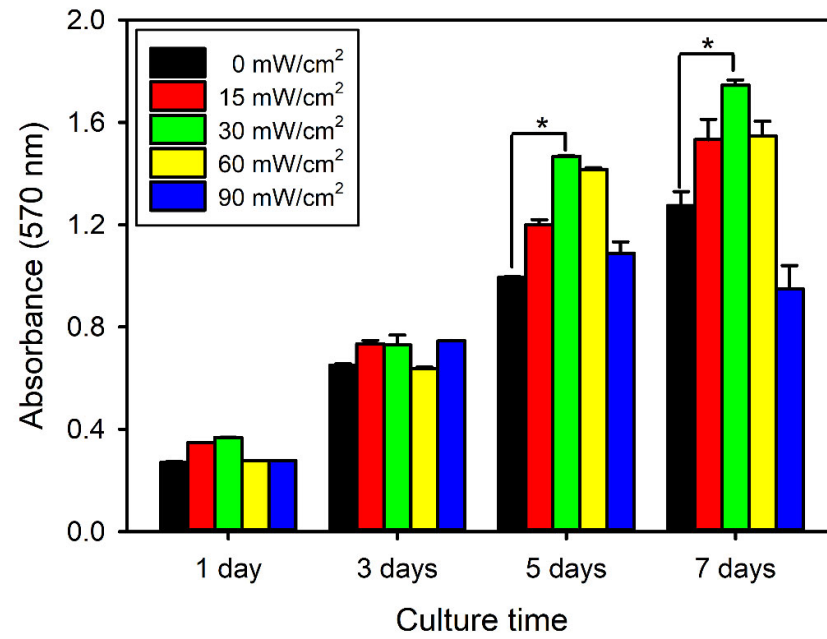 Absorbance (570 nm)
2.0
1.6
1.2
0.8
0.4
0.0
0 mW/cm²
15 mW/cm²
30 mW/cm²
60 mW/cm²
90 mW/cm²
*
*
1 day 3 days 5 days 7 days
Culture time